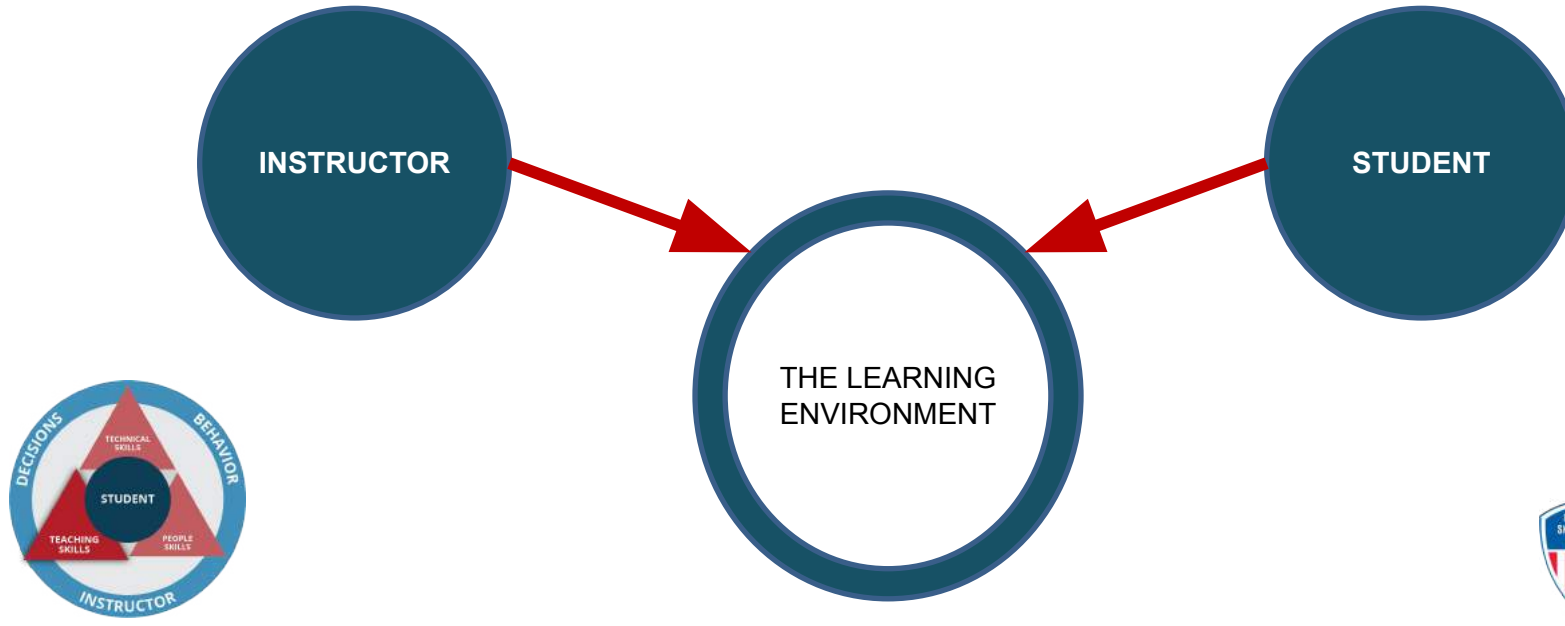 INSTRUCTOR
STUDENT
THE LEARNING
ENVIRONMENT
DECISIONS
BEHAVIOR
TECHNICAL
SKILLS
STUDENT
TEACHING
SKILLS
PEOPLE
SKILLS
INSTRUCTOR